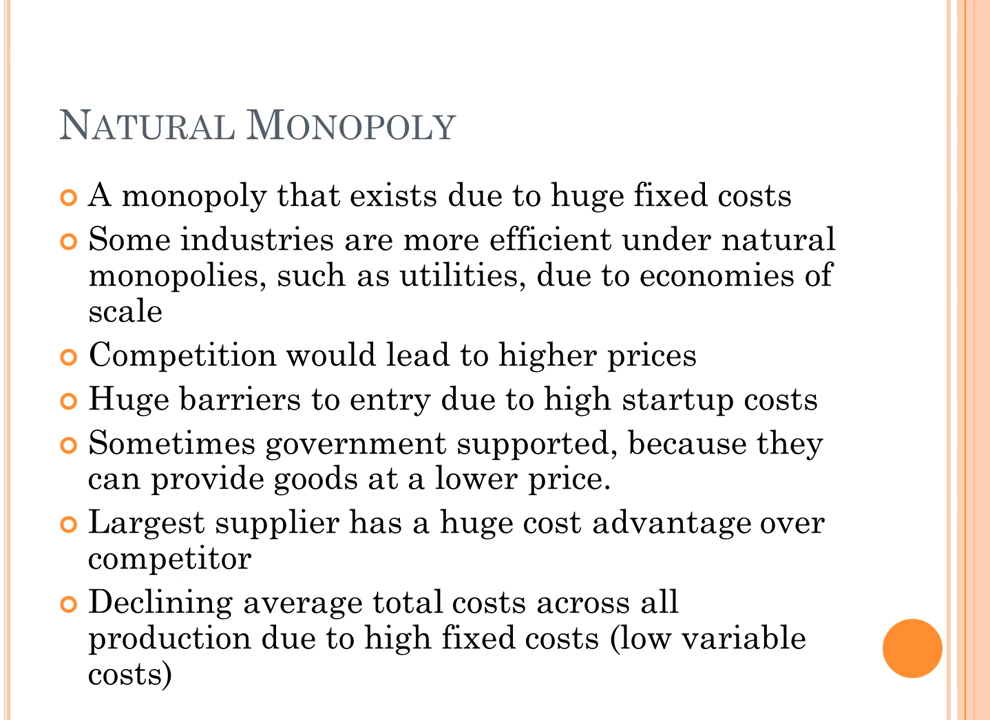 NATURAL MONOPOLY
A monopoly that exists due to huge fixed costs
Some industries are more efficient under natural
monopolies, such as utilities, due to economies of
scale
Competition would lead to higher prices
Huge barriers to entry due to high startup costs
Sometimes government supported, because they
can provide goods at a lower price.
Largest supplier has a huge cost advantage over
competitor
Declining average total costs across all
production due to high fixed costs (low variable
costs)